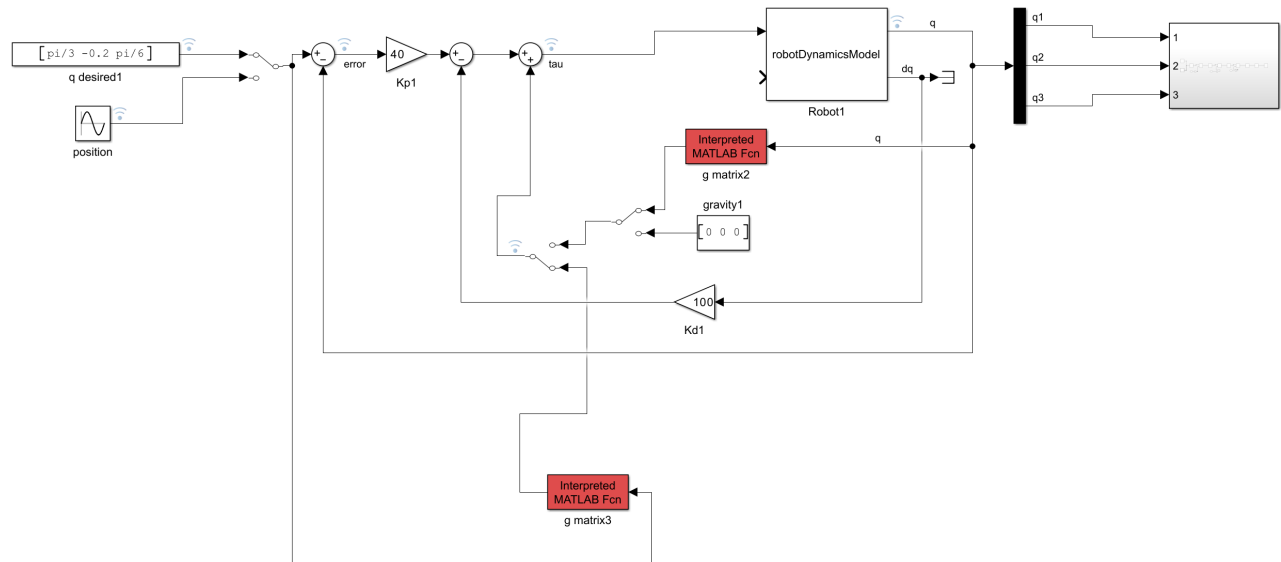 [pi/3 -0.2 pi/6]
q desired1
position
+
−
error
40
Kp1
+
−
+
+
tau
robotDynamicsModel
Robot1
q
dq
q1
q2
q3
1
2
3
Interpreted
MATLAB Fcn
g matrix2
q
gravity1
[0 0 0]
100
Kd1
Interpreted
MATLAB Fcn
g matrix3